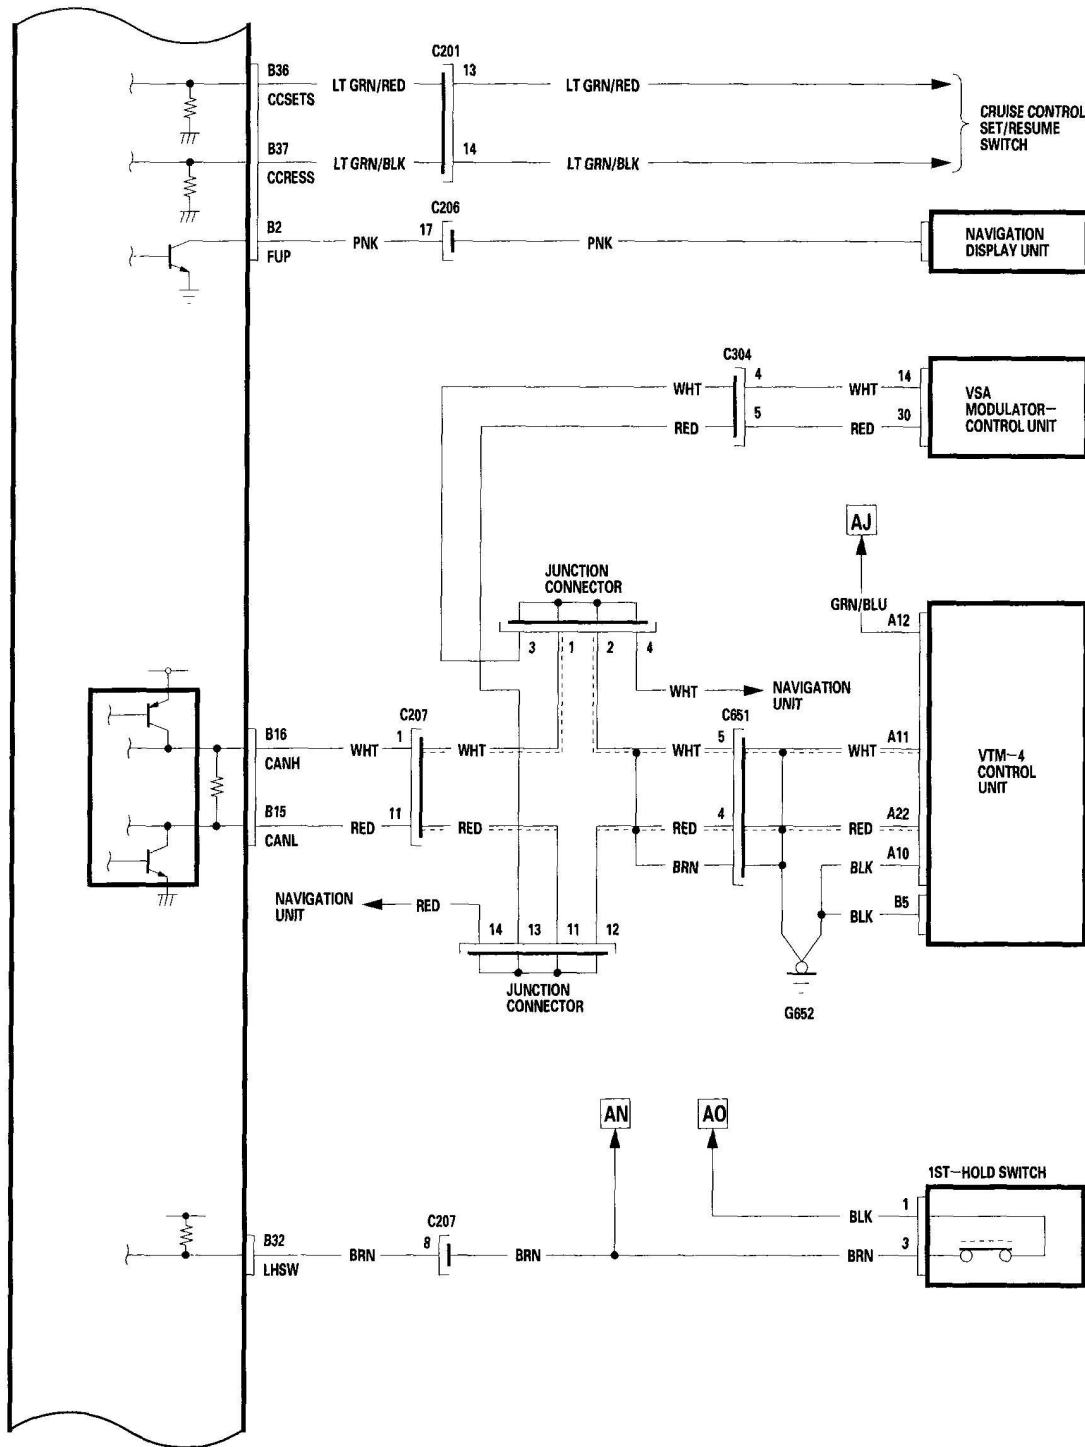 C201
B36
CCSETS
LT GRN/RED
13
LT GRN/RED
CRUISE CONTROL
SET/RESUME
SWITCH
B37
CCRESS
LT GRN/BLK
14
LT GRN/BLK
C206
B2
FUP
PNK
17
PNK
NAVIGATION
DISPLAY UNIT
C304
WHT
4
WHT
14
RED
5
RED
30
VSA
MODULATOR-
CONTROL UNIT
AJ
JUNCTION
CONNECTOR
GRN/BLU
A12
3
1
2
4
WHT
NAVIGATION
UNIT
C207
C651
B16
CANH
WHT
1
WHT
WHT
5
WHT
A11
VTM-4
CONTROL
UNIT
B15
CANL
RED
11
RED
RED
4
RED
A22
BRN
BLK
A10
NAVIGATION
UNIT
RED
BLK
B5
14
13
11
12
JUNCTION
CONNECTOR
G652
AN
AO
1ST-HOLD SWITCH
BLK
1
C207
B32
LHSW
BRN
8
BRN
BRN
3